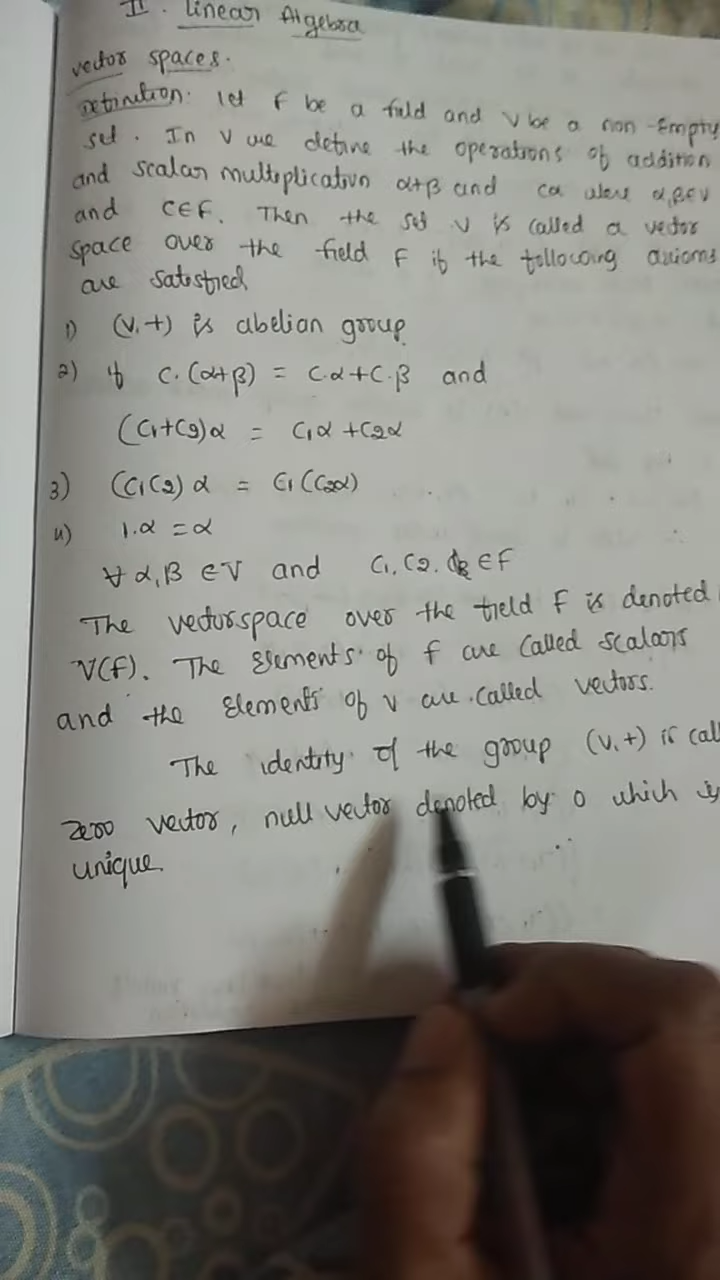 II. Linear Algebra
vector spaces.
Definition: Let F be a field and V be a non-Empty
set. In V we define the operations of addition
and scalar multiplication α+β and cα where α,β∈V
and C∈F. Then the set V is called a vector
space over the field F if the following axioms
are satisfied
1) (V,+) is abelian group
2) if C.(α+β) = C.α+C.β and
(C1+C2)α = C1α+C2α
3) (C1C2)α = C1(C2α)
4) 1.α = α
∀ α,β ∈V and C1,C2, ∈F
The vectorspace over the field F is denoted
V(F). The Elements of f are called scalars
and the Elements of V are called vectors.
The identity of the group (V,+) is call
Zero vector, null vector denoted by 0 which is
unique.